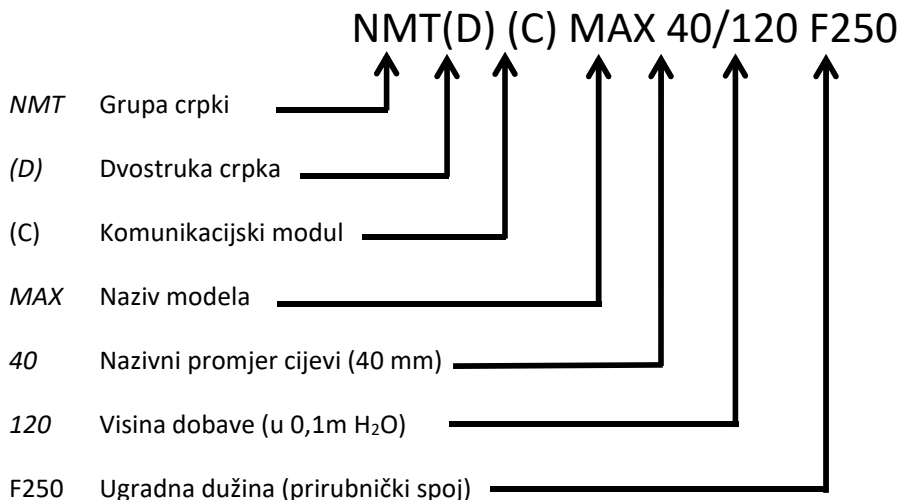 NMT(D) (C) MAX 40/120 F250
NMT Grupa crpki
(D) Dvostruka crpka
(C) Komunikacijski modul
MAX Naziv modela
40 Nazivni promjer cijevi (40 mm)
120 Visina dobave (u 0,1m H₂O)
F250 Ugradna dužina (prirubnički spoj)